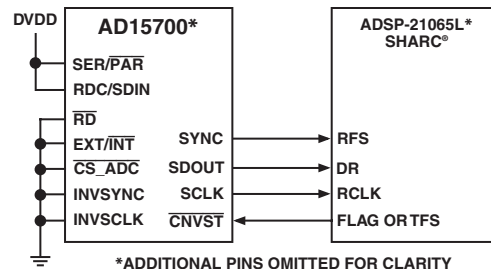 DVDD
AD15700*
SER/PAR
RDC/SDIN
RD
EXT/INT
CS_ADC
INVSYNC
INVSCLK
SYNC
SDOUT
SCLK
CNVST
ADSP-21065L*
SHARC®
RFS
DR
RCLK
FLAG OR TFS
*ADDITIONAL PINS OMITTED FOR CLARITY